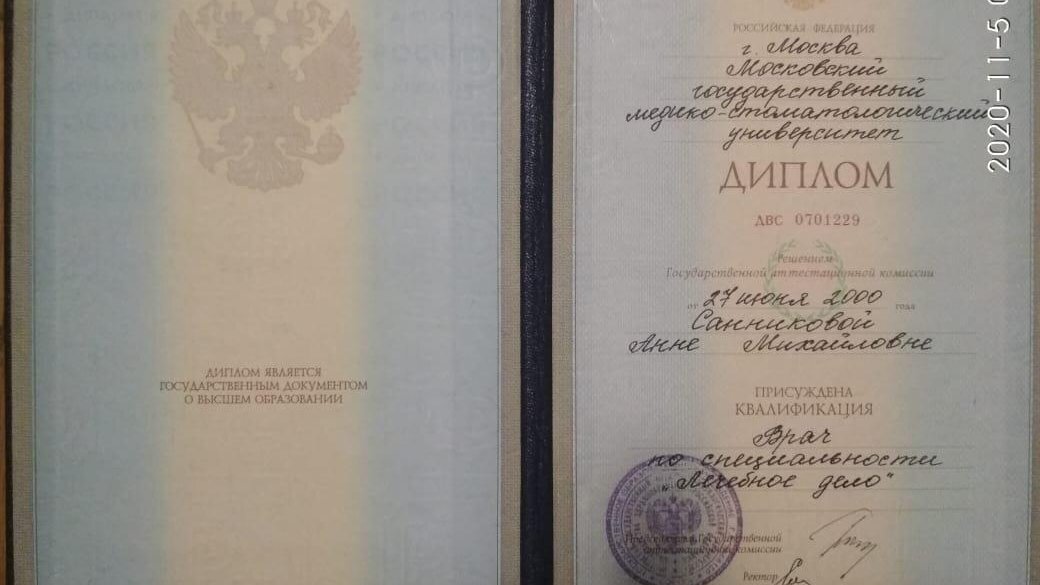 ДИПЛОМ ЯВЛЯЕТСЯ
ГОСУДАРСТВЕННЫМ ДОКУМЕНТОМ
О ВЫСШЕМ ОБРАЗОВАНИИ
РОССИЙСКАЯ ФЕДЕРАЦИЯ
г. Москва
Московский
государственный
медико-стоматологический
университет
ДИПЛОМ
ДВС 0701229
Решением
Государственной аттестационной комиссии
от 27 июня 2000 года
Санниковой
Анне Михайловне
ПРИСУЖДЕНА
КВАЛИФИКАЦИЯ
Врач
по специальности
„Лечебное дело"
Председатель Государственной
аттестационной комиссии
Ректор
2020-11-5